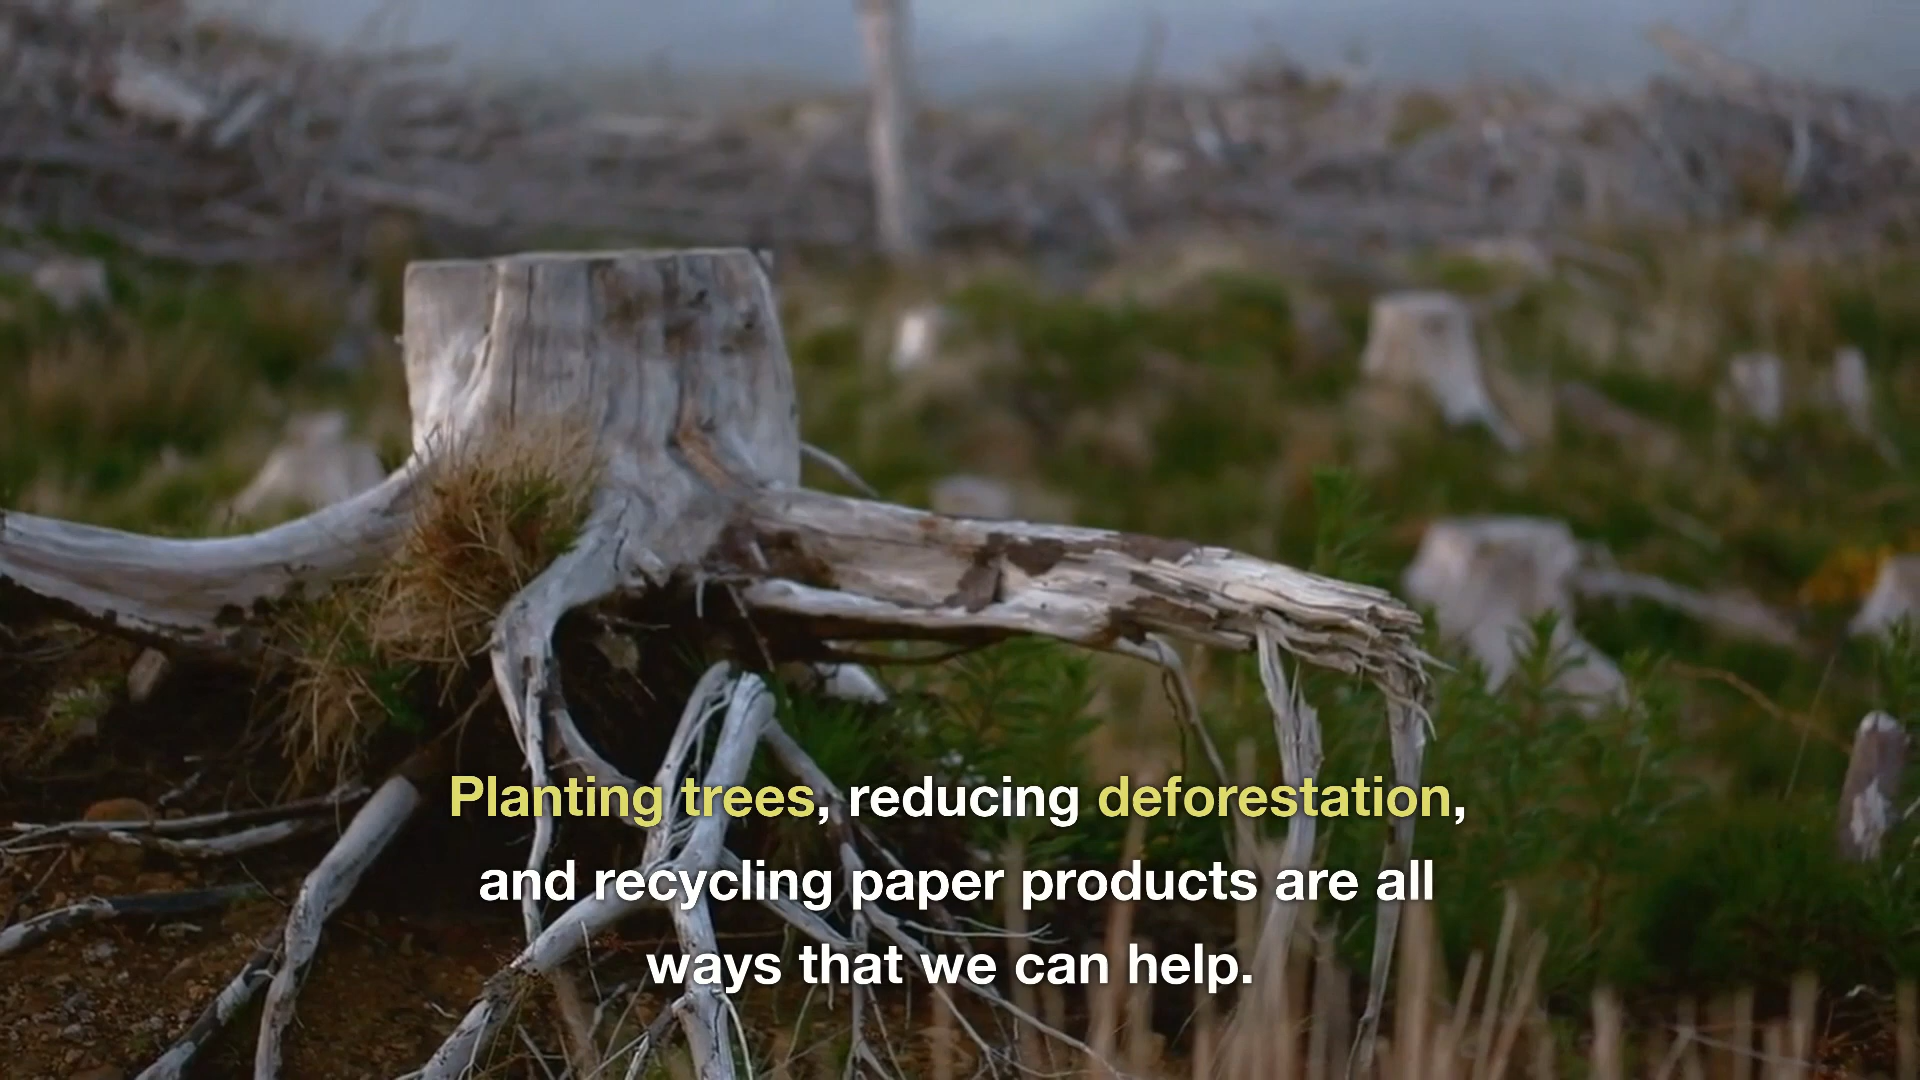 Planting trees, reducing deforestation,
and recycling paper products are all
ways that we can help.